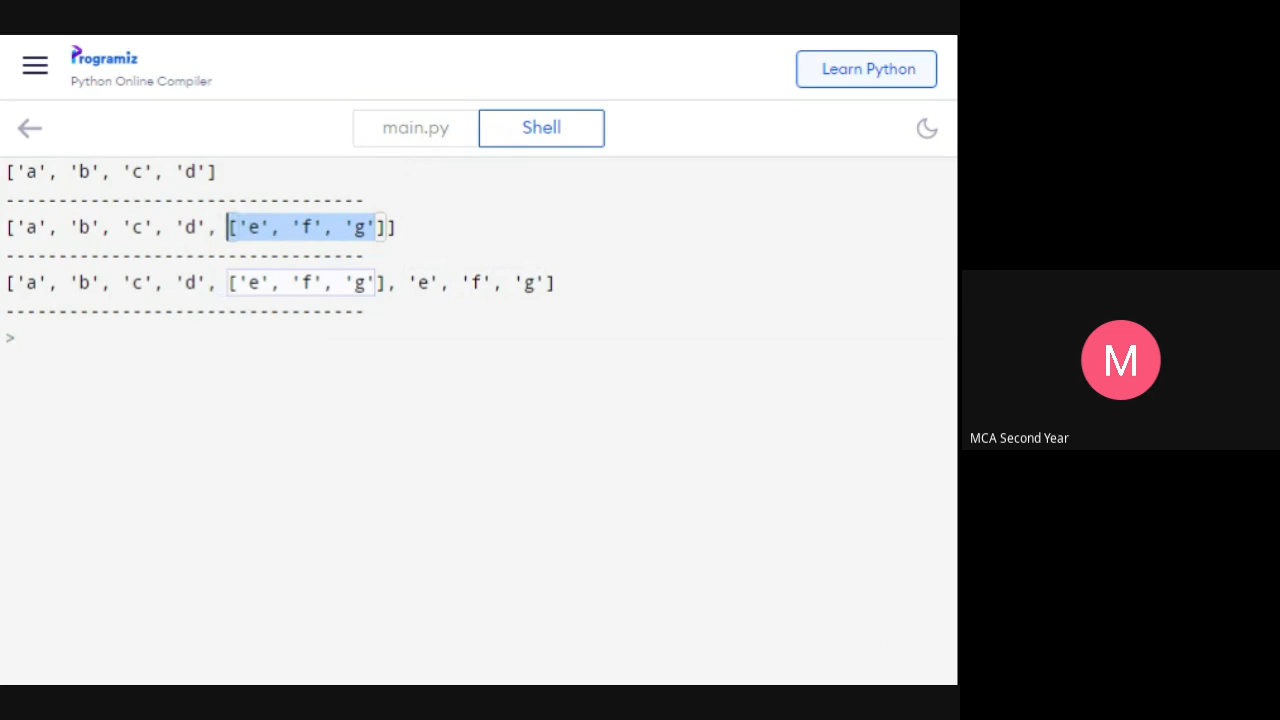 Programiz
Python Online Compiler
Learn Python
main.py
Shell
['a', 'b', 'c', 'd']
----------------------------------
['a', 'b', 'c', 'd', ['e', 'f', 'g']]
----------------------------------
['a', 'b', 'c', 'd', ['e', 'f', 'g'], 'e', 'f', 'g']
----------------------------------
>
M
MCA Second Year